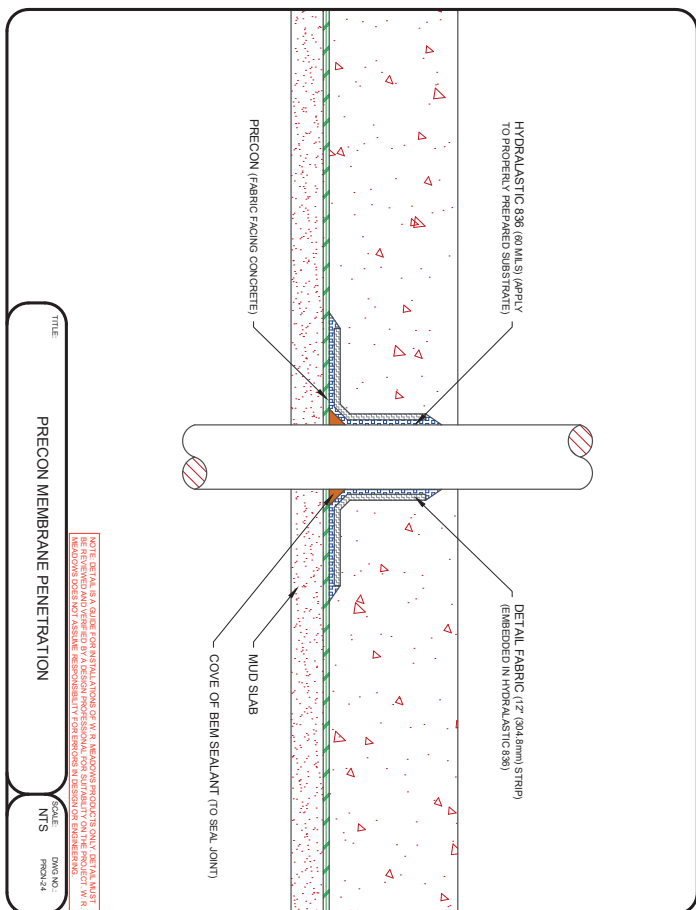 HYDRALASTIC 836 (60 MILS) (APPLY
TO PROPERLY PREPARED SUBSTRATE)
DETAIL FABRIC (12" (304.8mm) STRIP)
(EMBEDDED IN HYDRALASTIC 836)
PRECON (FABRIC FACING CONCRETE)
MUD SLAB
COVE OF BEM SEALANT (TO SEAL JOINT)
NOTE: DETAIL IS A GUIDE FOR INSTALLATIONS OF W. R. MEADOWS PRODUCTS ONLY. DETAIL MUST
BE REVIEWED AND VERIFIED BY A DESIGN PROFESSIONAL FOR SUITABILITY ON THE PROJECT. W. R.
MEADOWS DOES NOT ASSUME RESPONSIBILITY FOR ERRORS IN DESIGN OR ENGINEERING.
TITLE:
PRECON MEMBRANE PENETRATION
SCALE:
NTS
DWG NO.:
PRCN-24